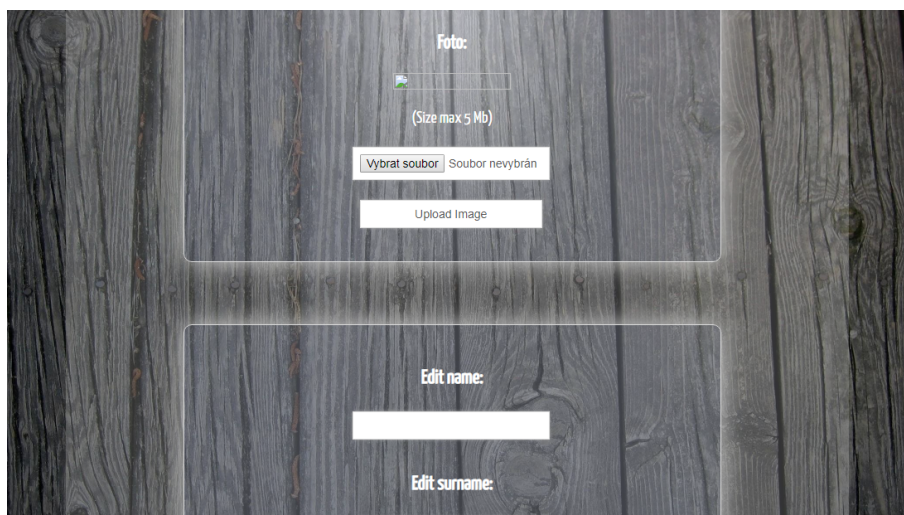 Foto:
(Size max 5 Mb)
Vybrat soubor Soubor nevybrán
Upload Image
Edit name:
Edit surname: